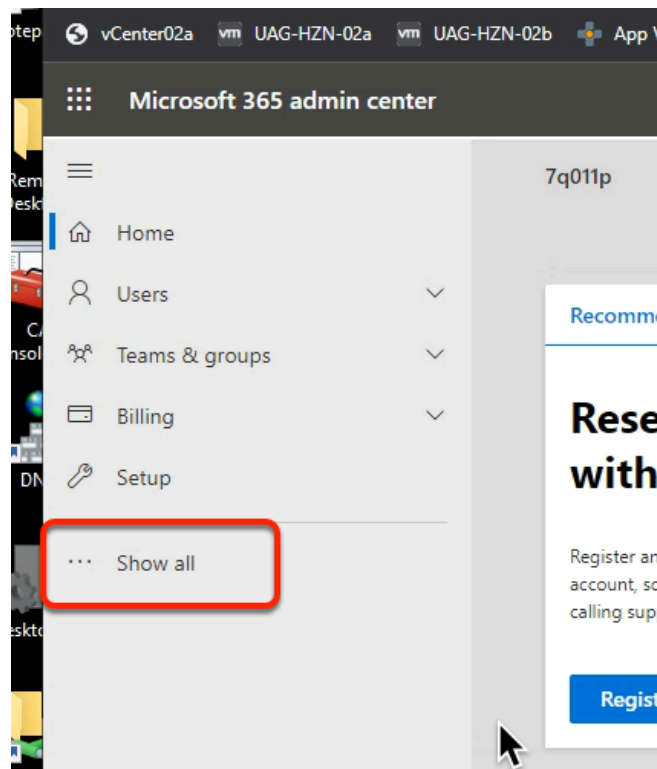 vCenter02a UAG-HZN-02a UAG-HZN-02b App
Microsoft 365 admin center
7q011p
Home
Users
Teams & groups
Billing
Setup
Show all
Recomm
Rese
with
Register an
account, so
calling sup
Regist
DN